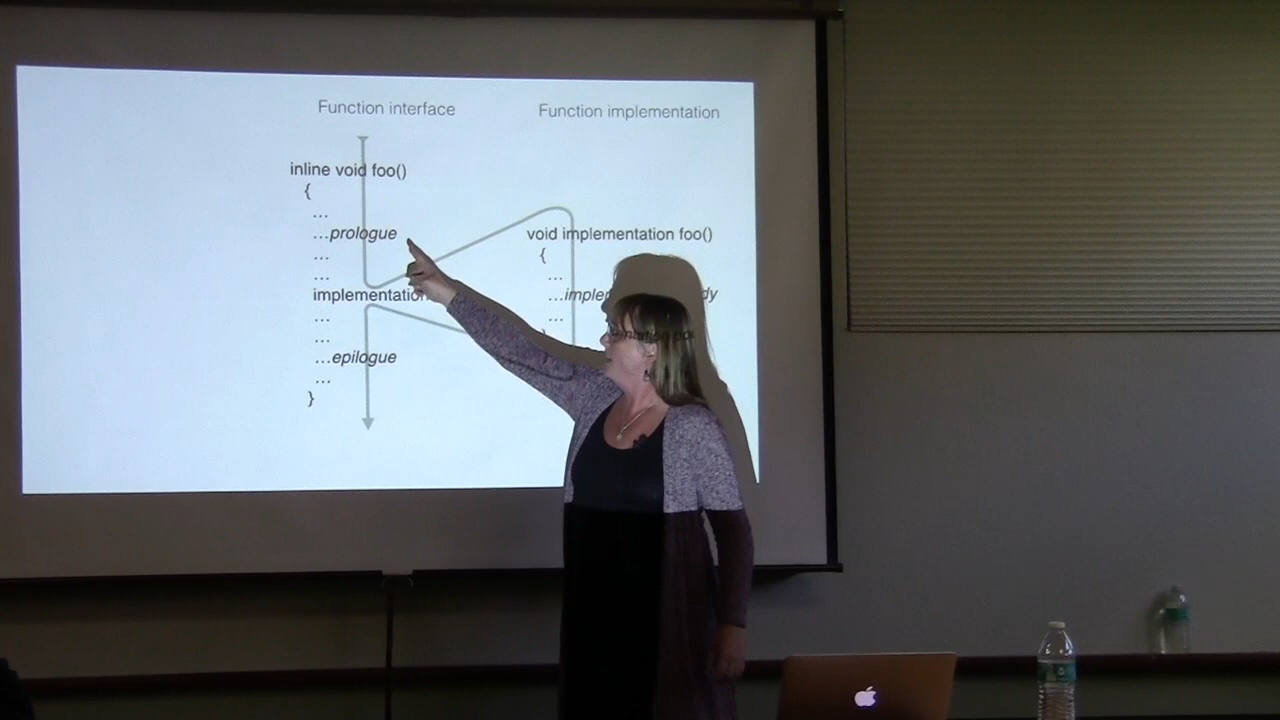 Function interface
Function implementation
inline void foo()
{
…
…prologue
…
…
implementation
…
…
…epilogue
…
}
void implementation foo()
{
…
…